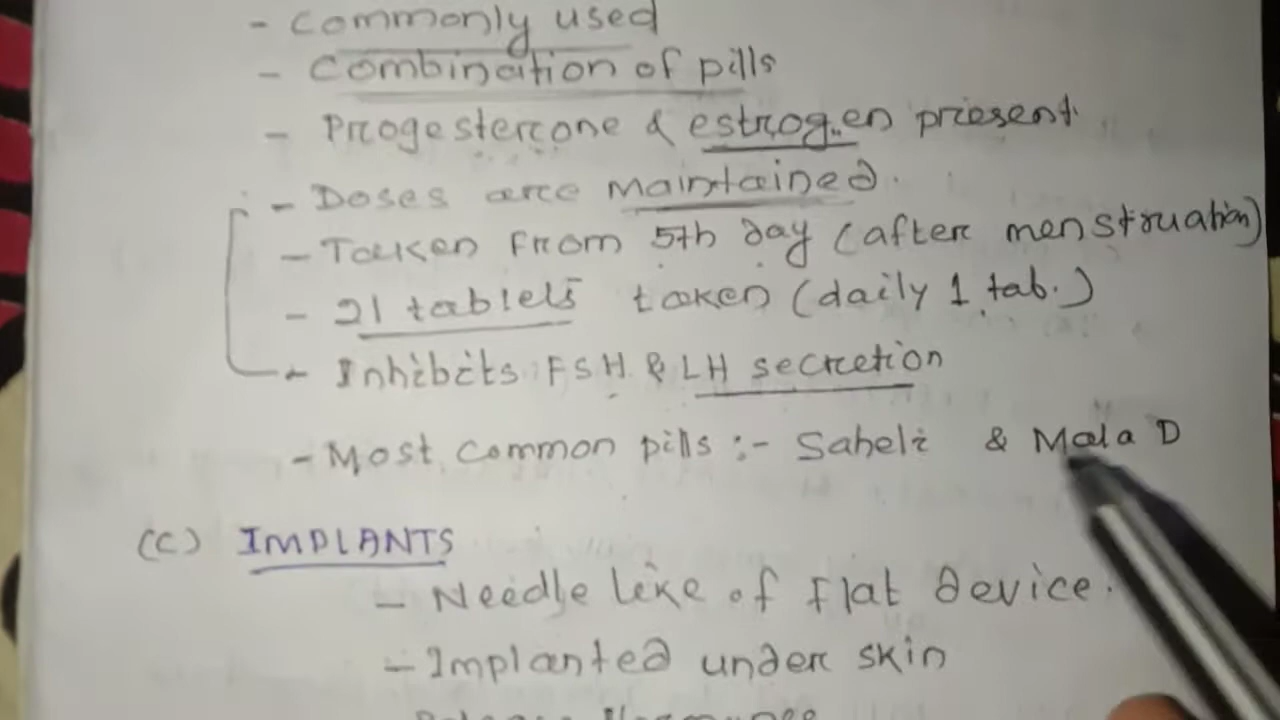 - Commonly used
- Combination of pills
- Progesterone & estrogen present.
- Doses are maintained.
- Taken from 5th day (after menstruation)
- 21 tablets taken (daily 1 tab.)
- Inhibits FSH & LH secretion
- Most common pills :- Saheli & Mala D
(C) IMPLANTS
- Needle like of flat device.
- Implanted under skin